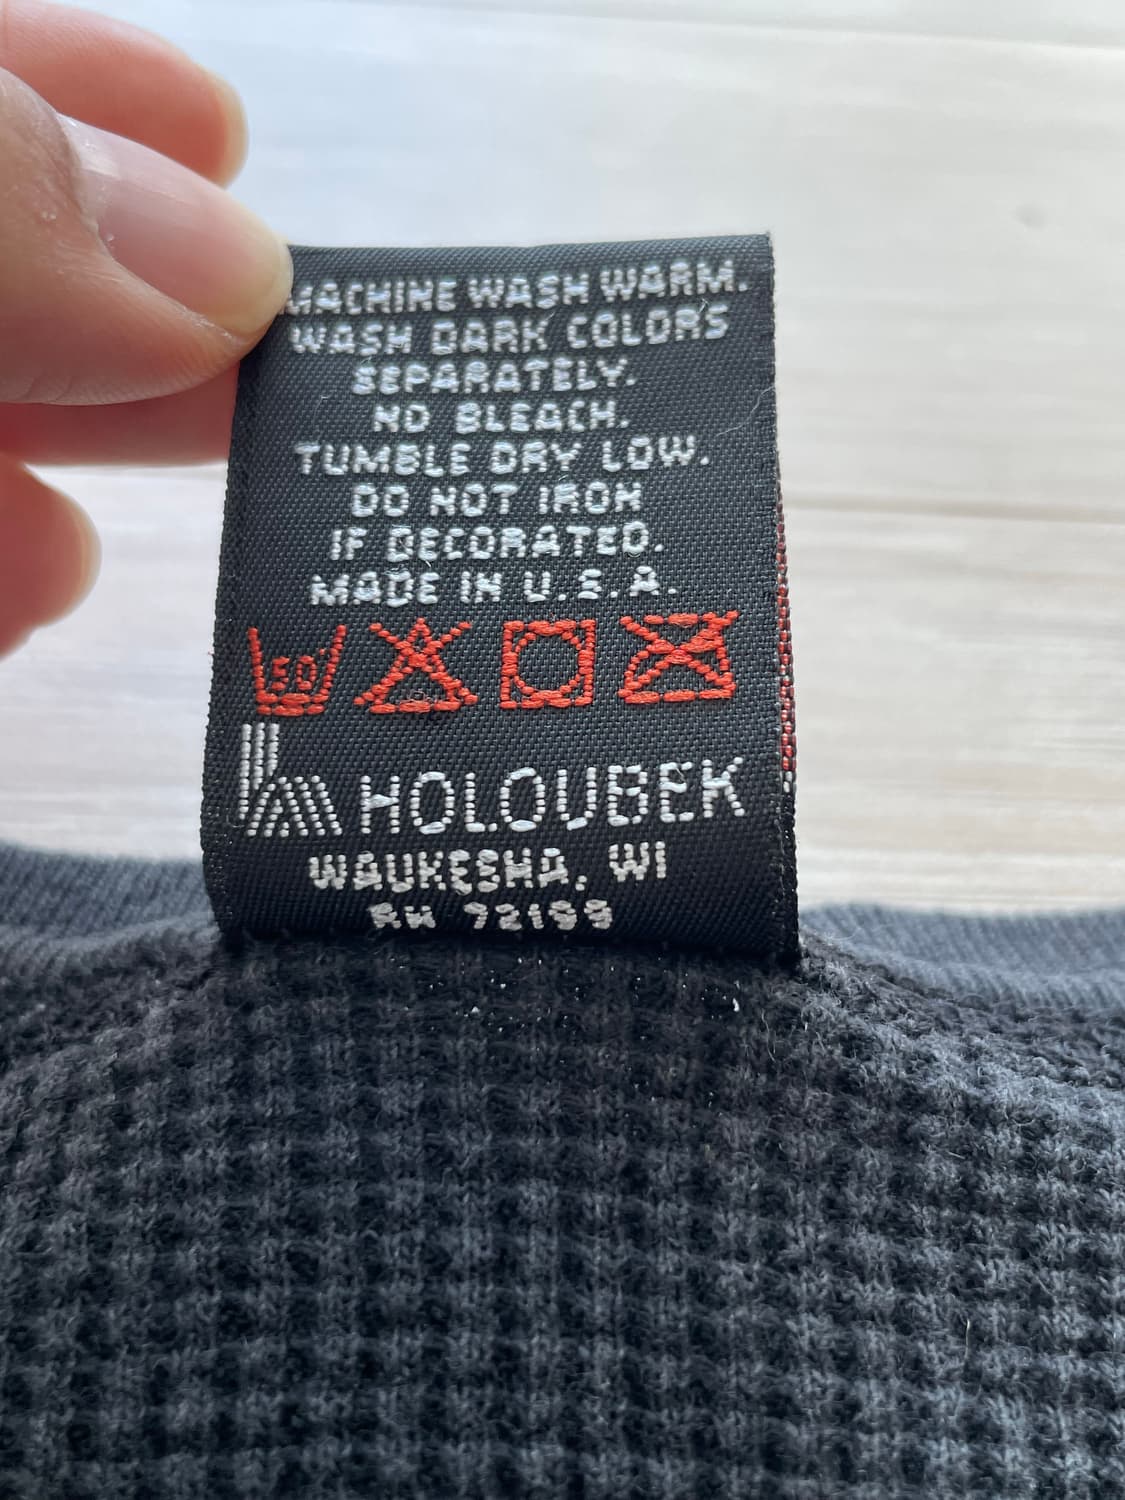 MACHINE WASH WARM.
WASH DARK COLORS
SEPARATELY.
NO BLEACH.
TUMBLE DRY LOW.
DO NOT IRON
IF DECORATED.
MADE IN U.S.A.
50°
HOLOUBEK
WAUKESHA, WI
RN 72199